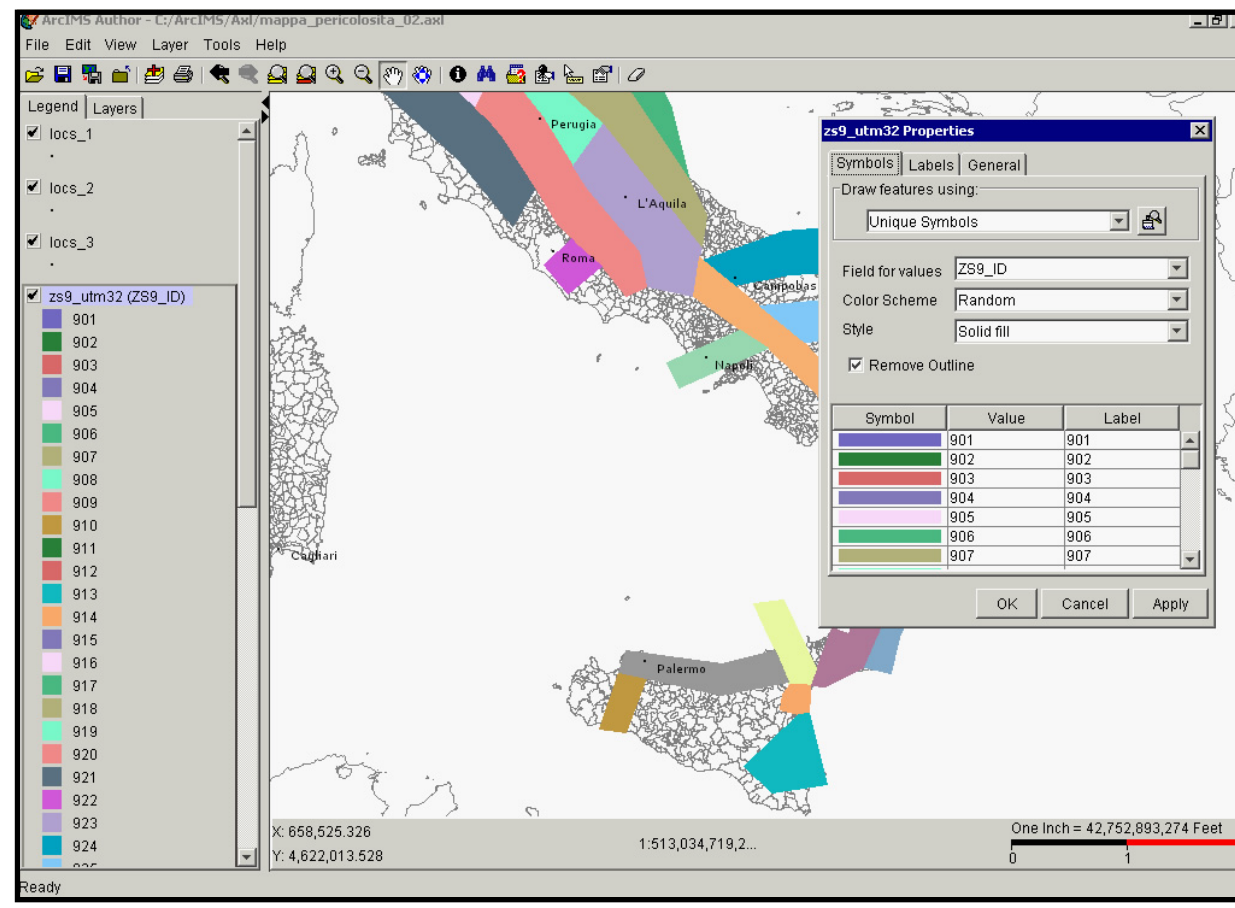 ArcIMS Author - C:/ArcIMS/Axl/mappa_pericolosita_02.axl
File Edit View Layer Tools Help
Legend Layers
locs_1
locs_2
locs_3
zs9_utm32 (ZS9_ID)
901
902
903
904
905
906
907
908
909
910
911
912
913
914
915
916
917
918
919
920
921
922
923
924
Perugia
L'Aquila
Roma
Campobas
Napoli
Cagliari
Palermo
zs9_utm32 Properties
Symbols Labels General
Draw features using:
Unique Symbols
Field for values ZS9_ID
Color Scheme Random
Style Solid fill
Remove Outline
Symbol Value Label
901 901
902 902
903 903
904 904
905 905
906 906
907 907
OK Cancel Apply
X: 658,525.326
Y: 4,622,013.528
1:513,034,719,2...
One Inch = 42,752,893,274 Feet
0 1
Ready